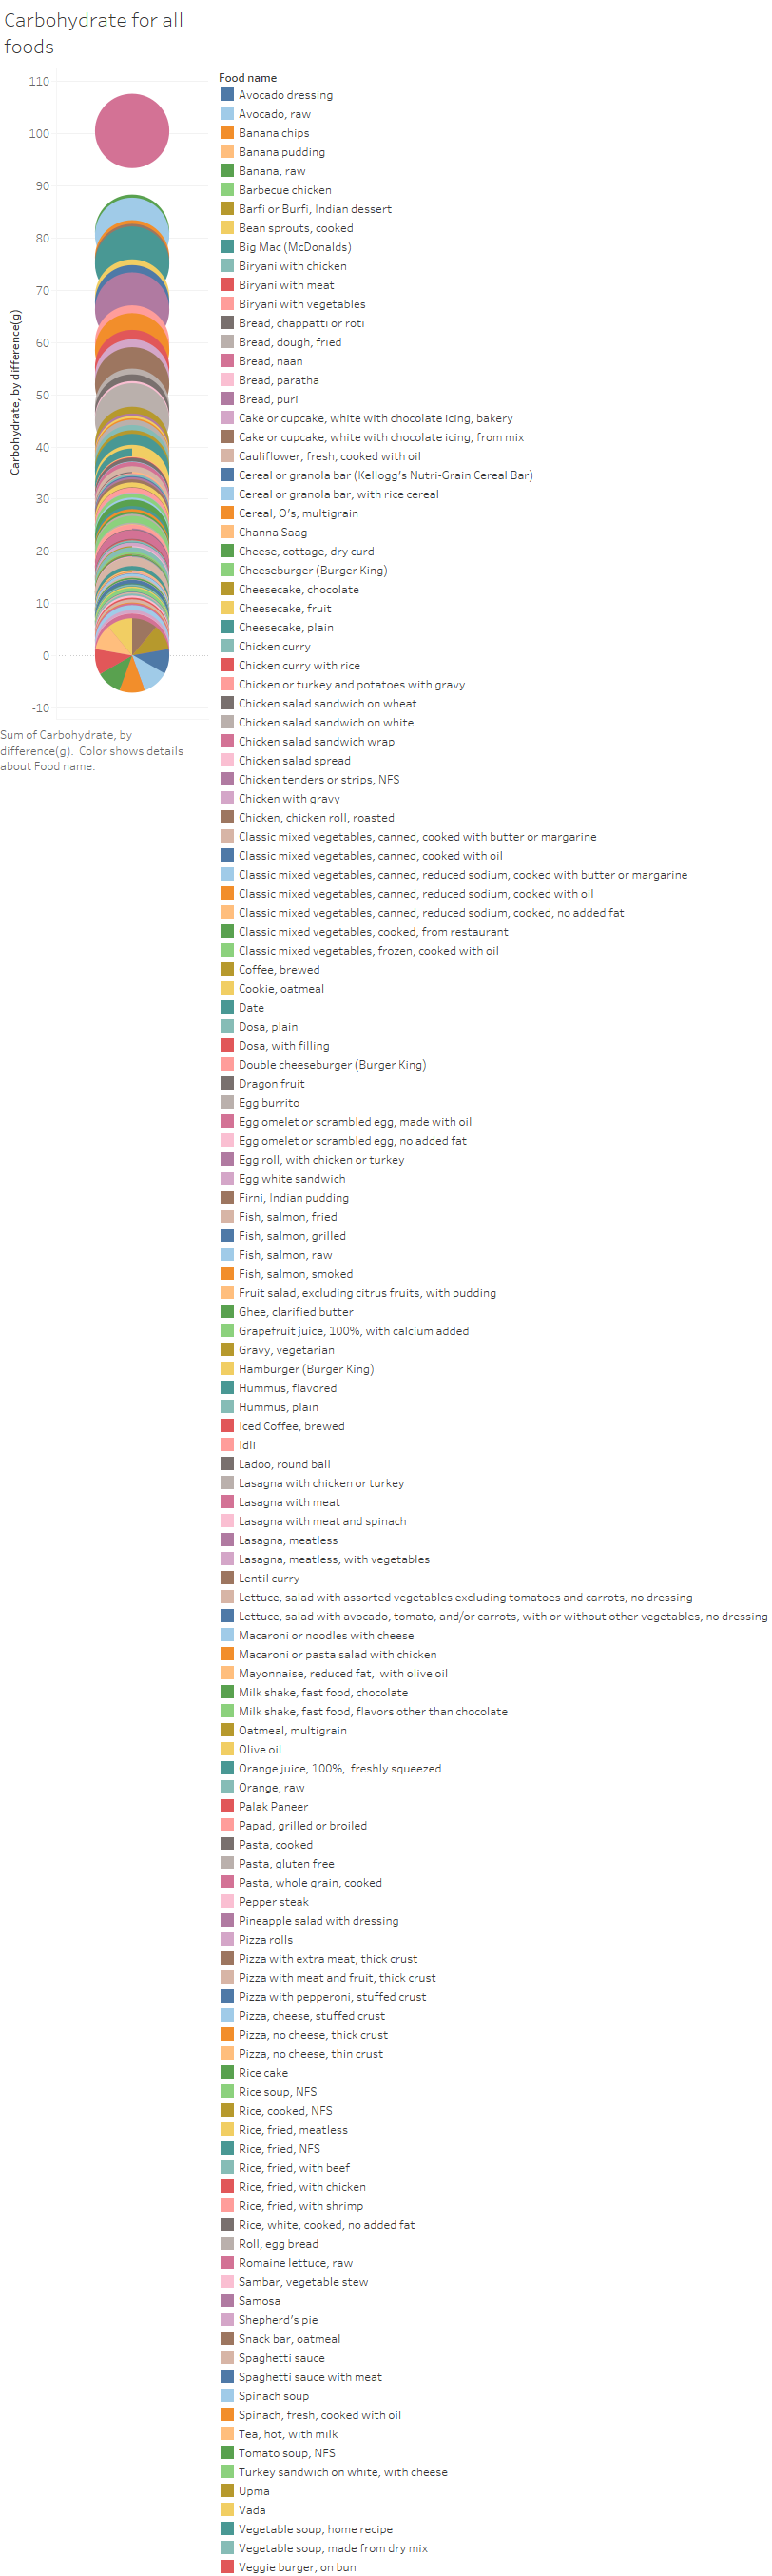 Carbohydrate for all
foods
Food name
110
100
90
80
70
60
50
40
30
20
10
0
-10
Carbohydrate, by difference(g)
Sum of Carbohydrate, by
difference(g). Color shows details
about Food name.
Avocado dressing
Avocado, raw
Banana chips
Banana pudding
Banana, raw
Barbecue chicken
Barfi or Burfi, Indian dessert
Bean sprouts, cooked
Big Mac (McDonalds)
Biryani with chicken
Biryani with meat
Biryani with vegetables
Bread, chappatti or roti
Bread, dough, fried
Bread, naan
Bread, paratha
Bread, puri
Cake or cupcake, white with chocolate icing, bakery
Cake or cupcake, white with chocolate icing, from mix
Cauliflower, fresh, cooked with oil
Cereal or granola bar (Kellogg's Nutri-Grain Cereal Bar)
Cereal or granola bar, with rice cereal
Cereal, O's, multigrain
Channa Saag
Cheese, cottage, dry curd
Cheeseburger (Burger King)
Cheesecake, chocolate
Cheesecake, fruit
Cheesecake, plain
Chicken curry
Chicken curry with rice
Chicken or turkey and potatoes with gravy
Chicken salad sandwich on wheat
Chicken salad sandwich on white
Chicken salad sandwich wrap
Chicken salad spread
Chicken tenders or strips, NFS
Chicken with gravy
Chicken, chicken roll, roasted
Classic mixed vegetables, canned, cooked with butter or margarine
Classic mixed vegetables, canned, cooked with oil
Classic mixed vegetables, canned, reduced sodium, cooked with butter or margarine
Classic mixed vegetables, canned, reduced sodium, cooked with oil
Classic mixed vegetables, canned, reduced sodium, cooked, no added fat
Classic mixed vegetables, cooked, from restaurant
Classic mixed vegetables, frozen, cooked with oil
Coffee, brewed
Cookie, oatmeal
Date
Dosa, plain
Dosa, with filling
Double cheeseburger (Burger King)
Dragon fruit
Egg burrito
Egg omelet or scrambled egg, made with oil
Egg omelet or scrambled egg, no added fat
Egg roll, with chicken or turkey
Egg white sandwich
Firni, Indian pudding
Fish, salmon, fried
Fish, salmon, grilled
Fish, salmon, raw
Fish, salmon, smoked
Fruit salad, excluding citrus fruits, with pudding
Ghee, clarified butter
Grapefruit juice, 100%, with calcium added
Gravy, vegetarian
Hamburger (Burger King)
Hummus, flavored
Hummus, plain
Iced Coffee, brewed
Idli
Ladoo, round ball
Lasagna with chicken or turkey
Lasagna with meat
Lasagna with meat and spinach
Lasagna, meatless
Lasagna, meatless, with vegetables
Lentil curry
Lettuce, salad with assorted vegetables excluding tomatoes and carrots, no dressing
Lettuce, salad with avocado, tomato, and/or carrots, with or without other vegetables, no dressing
Macaroni or noodles with cheese
Macaroni or pasta salad with chicken
Mayonnaise, reduced fat, with olive oil
Milk shake, fast food, chocolate
Milk shake, fast food, flavors other than chocolate
Oatmeal, multigrain
Olive oil
Orange juice, 100%, freshly squeezed
Orange, raw
Palak Paneer
Papad, grilled or broiled
Pasta, cooked
Pasta, gluten free
Pasta, whole grain, cooked
Pepper steak
Pineapple salad with dressing
Pizza rolls
Pizza with extra meat, thick crust
Pizza with meat and fruit, thick crust
Pizza with pepperoni, stuffed crust
Pizza, cheese, stuffed crust
Pizza, no cheese, thick crust
Pizza, no cheese, thin crust
Rice cake
Rice soup, NFS
Rice, cooked, NFS
Rice, fried, meatless
Rice, fried, NFS
Rice, fried, with beef
Rice, fried, with chicken
Rice, fried, with shrimp
Rice, white, cooked, no added fat
Roll, egg bread
Romaine lettuce, raw
Sambar, vegetable stew
Samosa
Shepherd's pie
Snack bar, oatmeal
Spaghetti sauce
Spaghetti sauce with meat
Spinach soup
Spinach, fresh, cooked with oil
Tea, hot, with milk
Tomato soup, NFS
Turkey sandwich on white, with cheese
Upma
Vada
Vegetable soup, home recipe
Vegetable soup, made from dry mix
Veggie burger, on bun